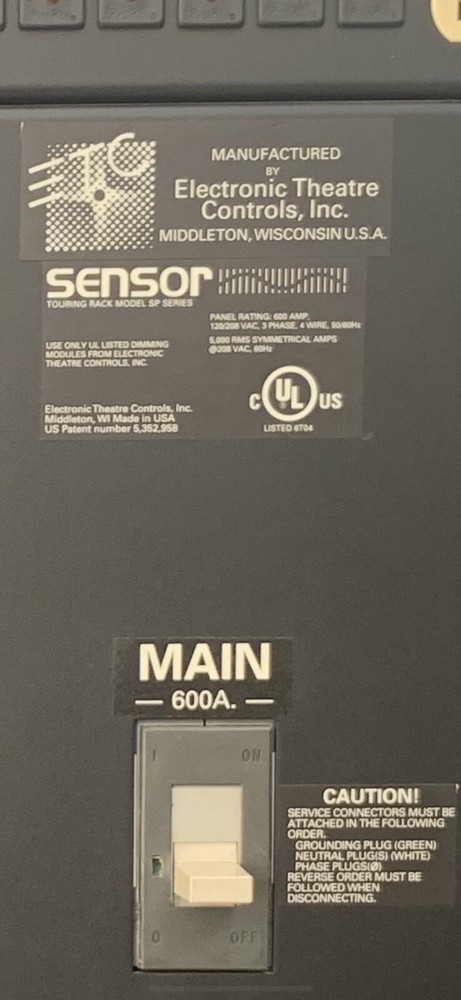 ETC
MANUFACTURED
BY
Electronic Theatre
Controls, Inc.
MIDDLETON, WISCONSIN U.S.A.
SENSOR
TOURING RACK MODEL SP SERIES
PANEL RATING: 600 AMP,
120/208 VAC, 3 PHASE, 4 WIRE, 50/60Hz
5,000 RMS SYMMETRICAL AMPS
@208 VAC, 60Hz
USE ONLY UL LISTED DIMMING
MODULES FROM ELECTRONIC
THEATRE CONTROLS, INC.
Electronic Theatre Controls, Inc.
Middleton, WI Made in USA
US Patent number 5,352,958
C UL ® US
LISTED 6T04
MAIN
— 600A. —
I ON
O OFF
CAUTION!
SERVICE CONNECTORS MUST BE
ATTACHED IN THE FOLLOWING
ORDER.
GROUNDING PLUG (GREEN)
NEUTRAL PLUG(S) (WHITE)
PHASE PLUGS(Ø)
REVERSE ORDER MUST BE
FOLLOWED WHEN
DISCONNECTING.